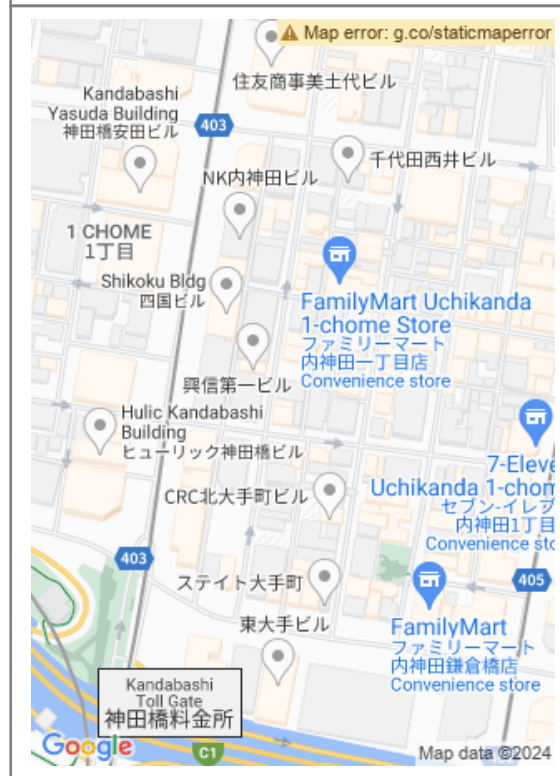 Map error: g.co/staticmaperror
住友商事美土代ビル
Kandabashi
Yasuda Building
神田橋安田ビル
403
千代田西井ビル
NK内神田ビル
1 CHOME
1丁目
Shikoku Bldg
四国ビル
FamilyMart Uchikanda
1-chome Store
ファミリーマート
内神田一丁目店
Convenience store
興信第一ビル
Hulic Kandabashi
Building
ヒューリック神田橋ビル
7-Eleve
Uchikanda 1-chom
セブン-イレブ
内神田1丁目
Convenience sto
CRC北大手町ビル
403
ステイト大手町
405
東大手ビル
FamilyMart
ファミリーマート
内神田鎌倉橋店
Convenience store
Kandabashi
Toll Gate
神田橋料金所
Google
C1
Map data ©2024